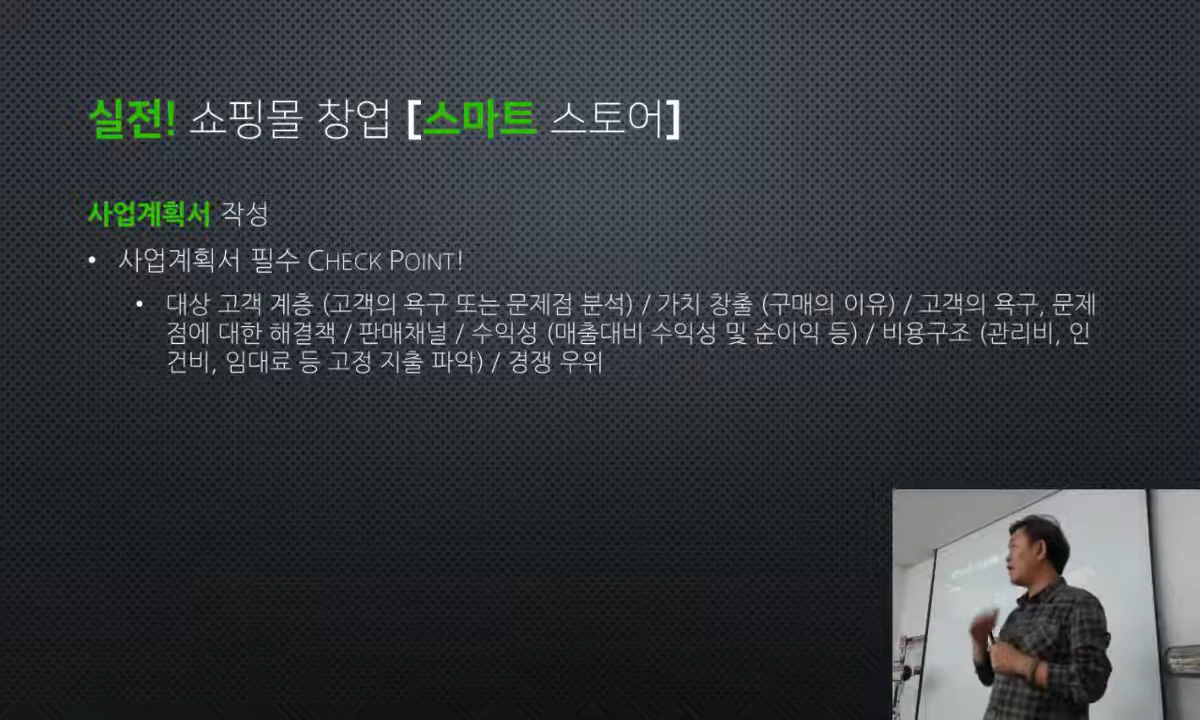 실전! 쇼핑몰 창업 [스마트 스토어]
사업계획서 작성
• 사업계획서 필수 CHECK POINT!
• 대상 고객 계층 (고객의 욕구 또는 문제점 분석) / 가치 창출 (구매의 이유) / 고객의 욕구, 문제
점에 대한 해결책 / 판매채널 / 수익성 (매출대비 수익성 및 순이익 등) / 비용구조 (관리비, 인
건비, 임대료 등 고정 지출 파악) / 경쟁 우위